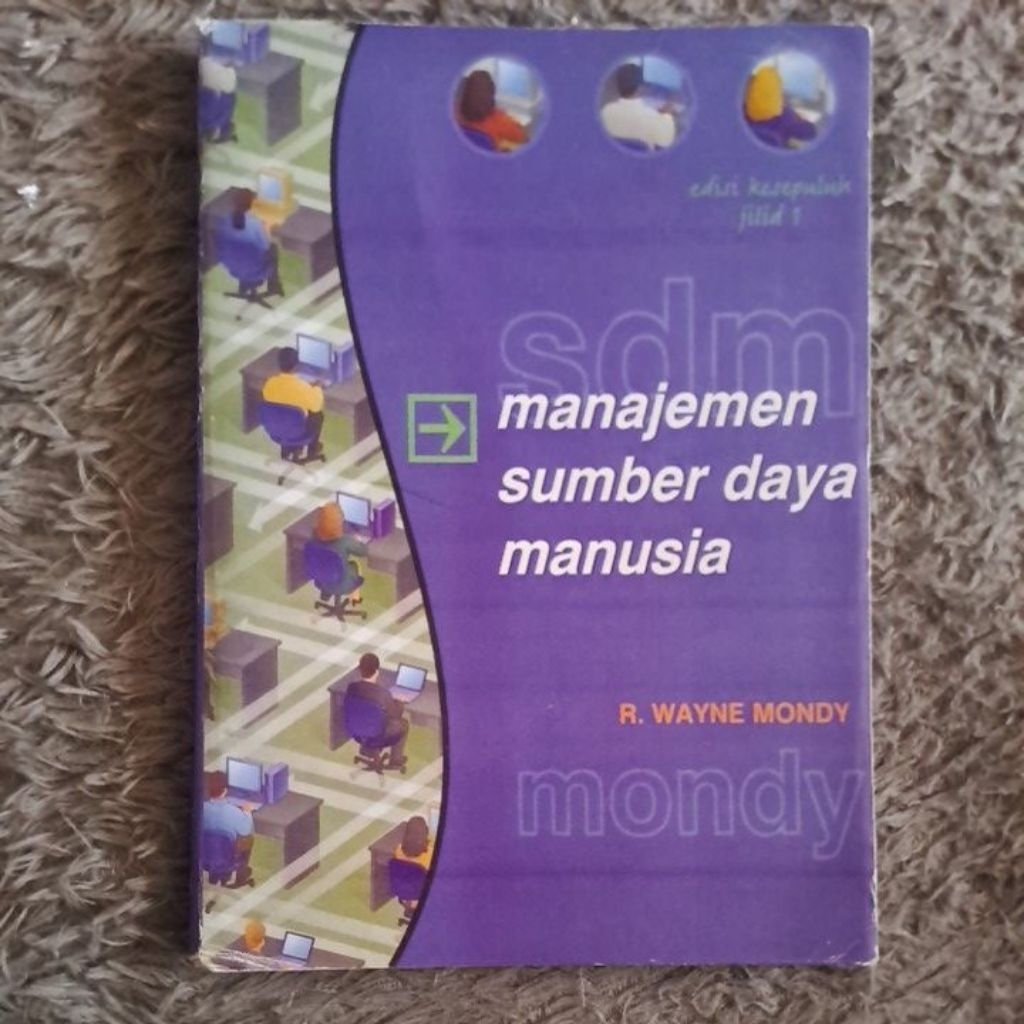 edisi kesepuluh
jilid 1
sdm
manajemen
sumber daya
manusia
R. WAYNE MONDY
mondy